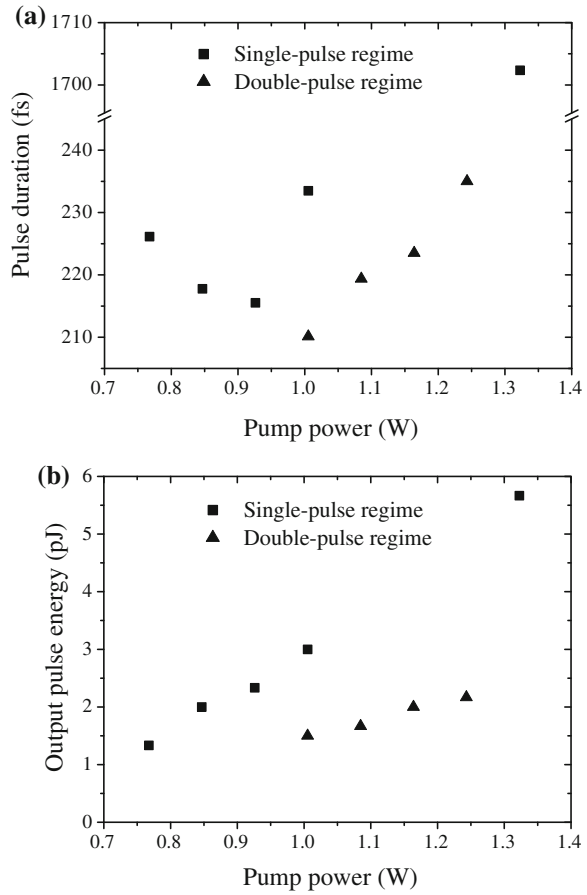 (a)
1710
1700
240
230
220
210
Pulse duration (fs)
Single-pulse regime
Double-pulse regime
0.7 0.8 0.9 1.0 1.1 1.2 1.3 1.4
Pump power (W)
(b)
6
5
4
3
2
1
0
Output pulse energy (pJ)
Single-pulse regime
Double-pulse regime
0.7 0.8 0.9 1.0 1.1 1.2 1.3 1.4
Pump power (W)